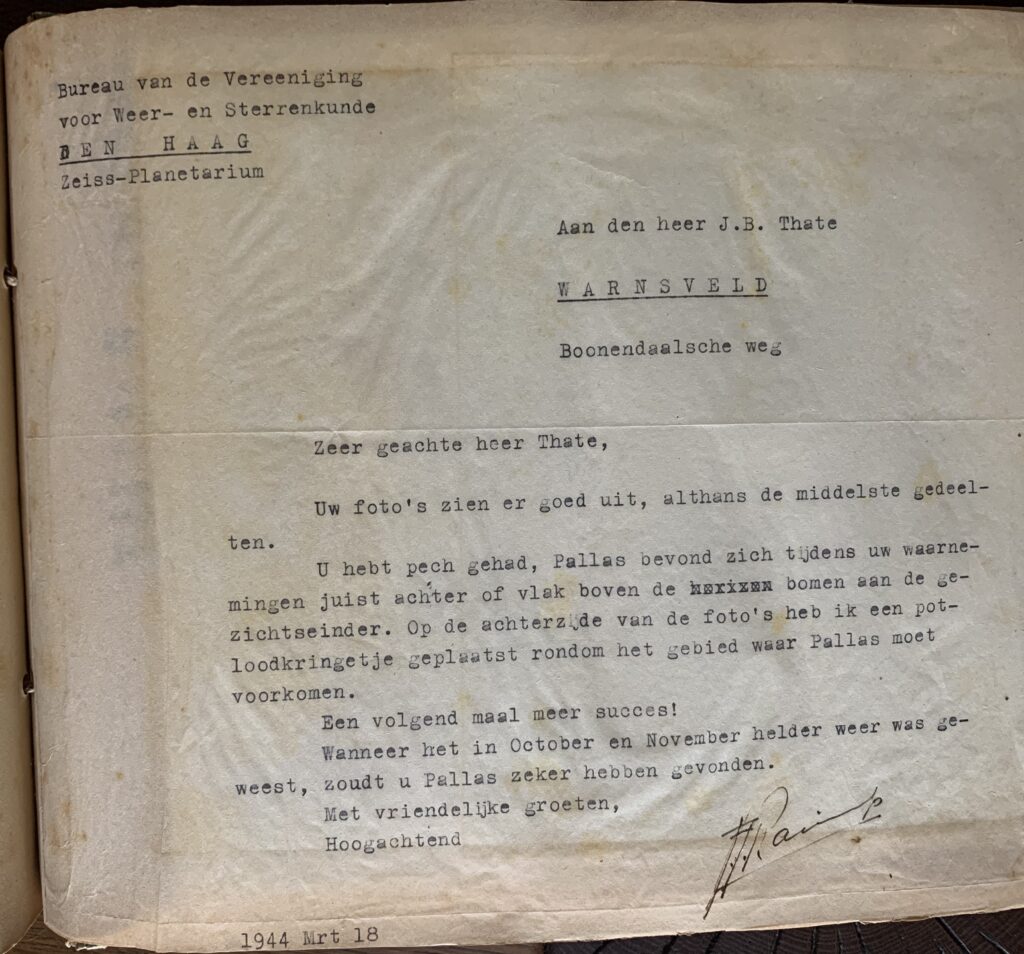 Bureau van de Vereeniging
voor Weer- en Sterrenkunde
DEN HAAG
Zeiss-Planetarium
Aan den heer J.B. Thate
WARNSVELD
Boonendaalsche weg
Zeer geachte heer Thate,
Uw foto's zien er goed uit, althans de middelste gedeel-
ten.
U hebt pech gehad, Pallas bevond zich tijdens uw waarne-
mingen juist achter of vlak boven de horizon bomen aan de ge-
zichtseinder. Op de achterzijde van de foto's heb ik een pot-
loodkringetje geplaatst rondom het gebied waar Pallas moet
voorkomen.
Een volgend maal meer succes!
Wanneer het in October en November helder weer was ge-
weest, zoudt u Pallas zeker hebben gevonden.
Met vriendelijke groeten,
Hoogachtend
1944 Mrt 18